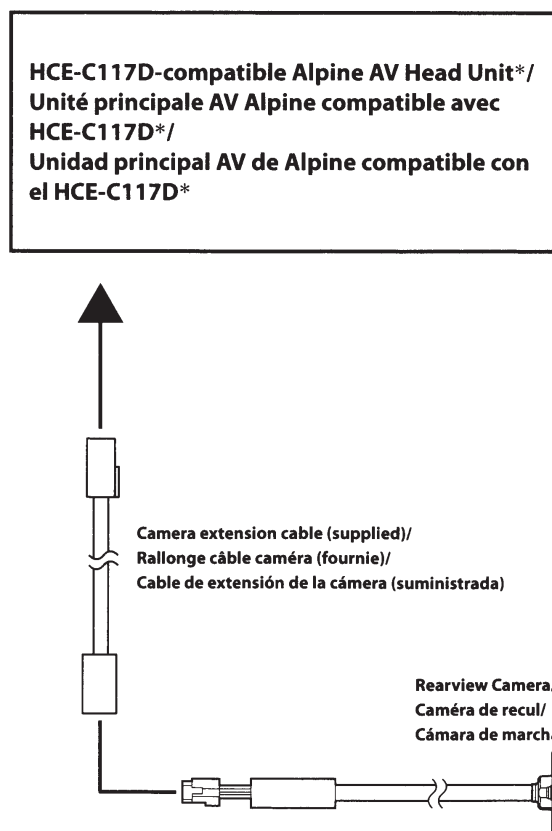 HCE-C117D-compatible Alpine AV Head Unit*/
Unité principale AV Alpine compatible avec
HCE-C117D*/
Unidad principal AV de Alpine compatible con
el HCE-C117D*
Camera extension cable (supplied)/
Rallonge câble caméra (fournie)/
Cable de extensión de la cámera (suministrada)
Rearview Camera/
Caméra de recul/
Cámara de